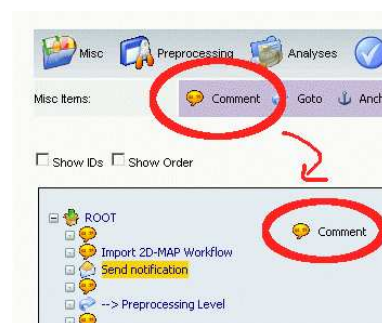 Misc Preprocessing Analyses
Misc Items: Comment Goto Anch
Show IDs Show Order
ROOT
Comment
Import 2D-MAP Workflow
Send notification
--> Preprocessing Level